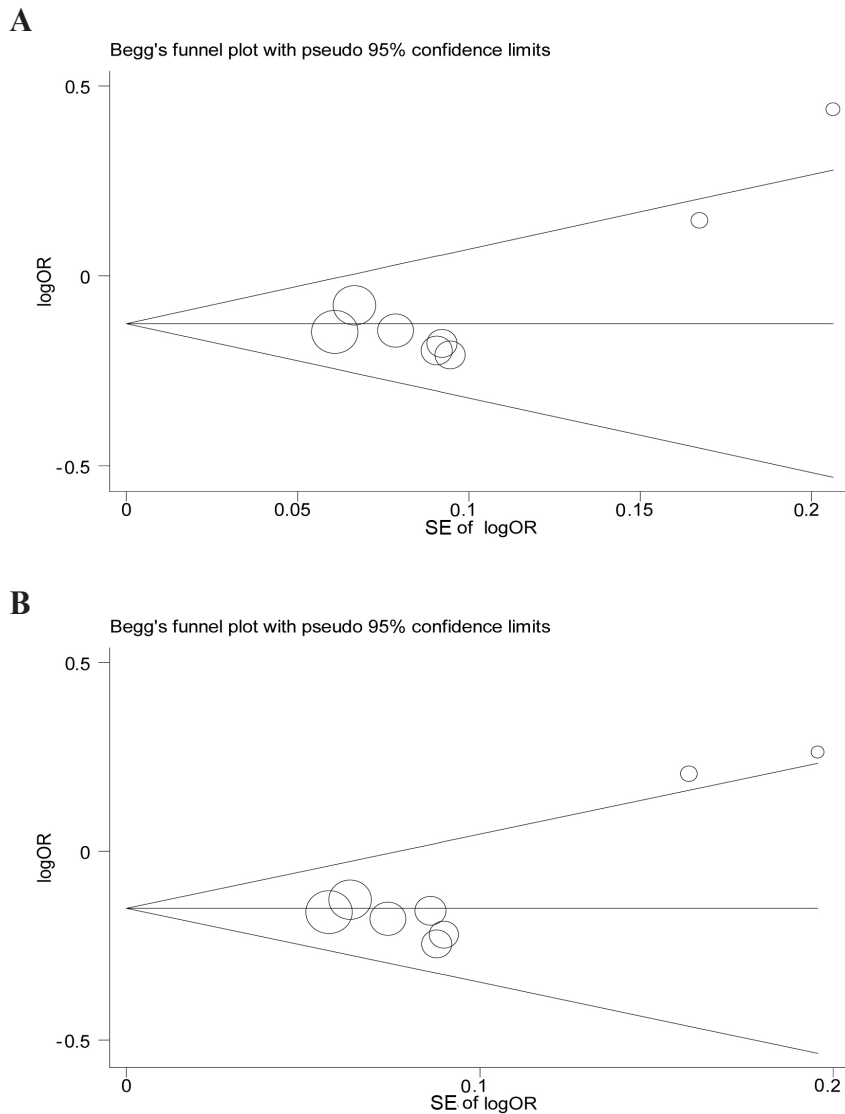 A
Begg's funnel plot with pseudo 95% confidence limits
0.5
0
-0.5
logOR
0
0.05
0.1
0.15
0.2
SE of logOR
B
Begg's funnel plot with pseudo 95% confidence limits
0.5
0
-0.5
logOR
0
0.1
0.2
SE of logOR